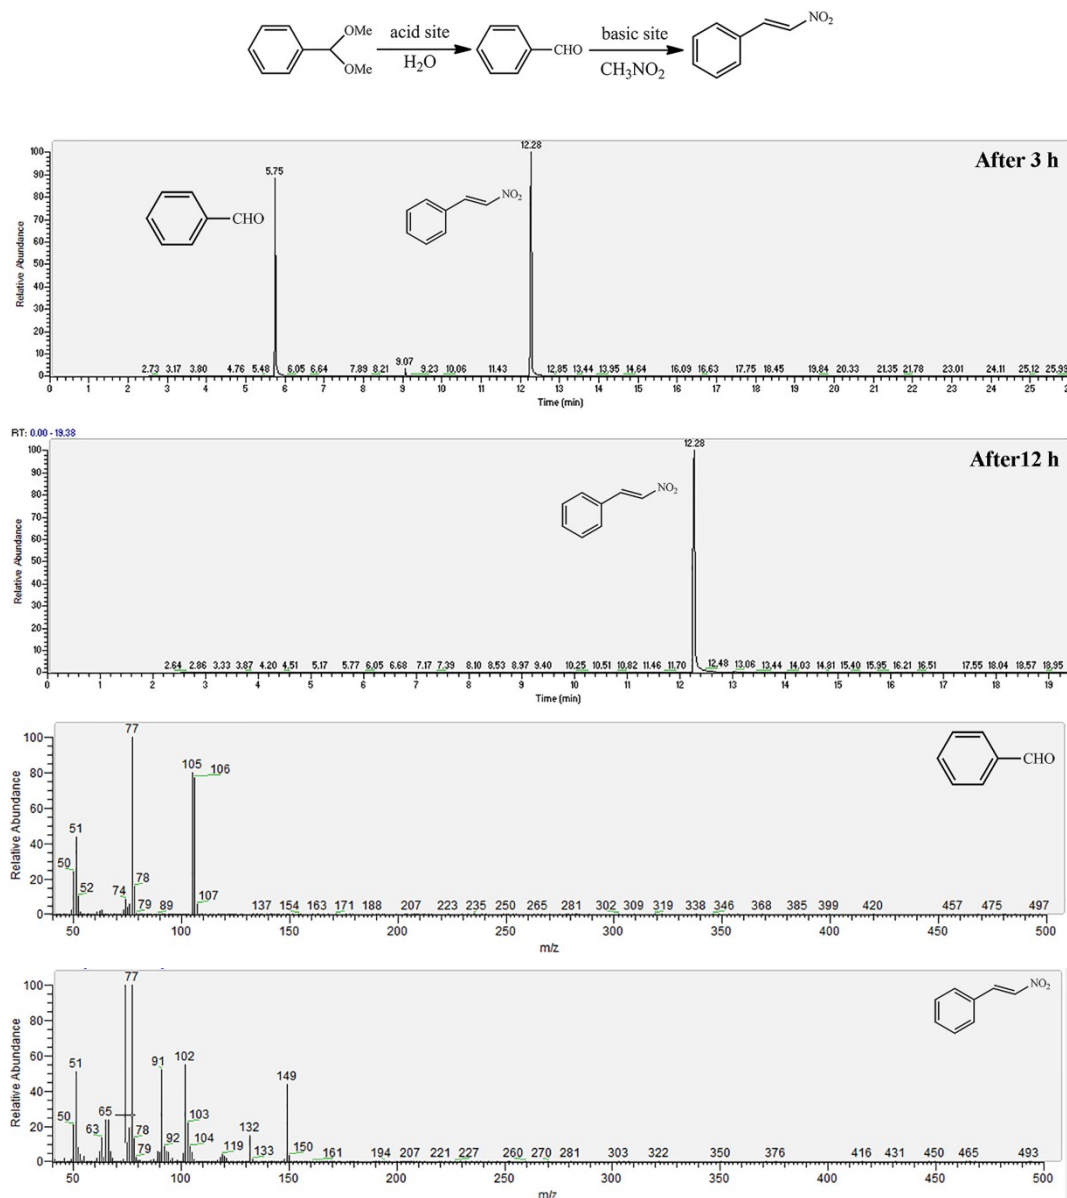 OMe
OMe
acid site
H₂O
CHO
basic site
CH₃NO₂
NO₂
After 3 h
Relative Abundance
100
90
80
70
60
50
40
30
20
10
0
5.75
12.28
CHO
NO₂
2.73 3.17 3.80 4.76 5.48 6.05 6.64 7.89 8.21 9.07 9.23 10.06 11.43 12.85 13.44 13.95 14.64 16.09 16.63 17.75 18.45 19.84 20.33 21.35 21.78 23.01 24.11 25.12 25.93
0 1 2 3 4 5 6 7 8 9 10 11 12 13 14 15 16 17 18 19 20 21 22 23 24 25
Time (min)
RT: 0.00 - 19.38
After12 h
Relative Abundance
100
90
80
70
60
50
40
30
20
10
0
12.28
NO₂
2.64 2.86 3.33 3.87 4.20 4.51 5.17 5.77 6.05 6.68 7.17 7.39 8.10 8.53 8.97 9.40 10.25 10.51 10.82 11.46 11.70 12.48 13.06 13.44 14.03 14.81 15.40 15.95 16.21 16.51 17.55 18.04 18.57 18.95
0 1 2 3 4 5 6 7 8 9 10 11 12 13 14 15 16 17 18 19
Time (min)
Relative Abundance
100
80
60
40
20
0
77
105 106
51
50
52
74
78
79 89
107
137 154 163 171 188 207 223 235 250 265 281 302 309 319 338 346 368 385 399 420 457 475 497
CHO
50 100 150 200 250 300 350 400 450 500
m/z
Relative Abundance
100
80
60
40
20
0
77
51
91 102
149
50
63
65
78
79
92
103
104
119
132
133
150
161 194 207 221 227 260 270 281 303 322 350 376 416 431 450 465 493
NO₂
50 100 150 200 250 300 350 400 450 500
m/z